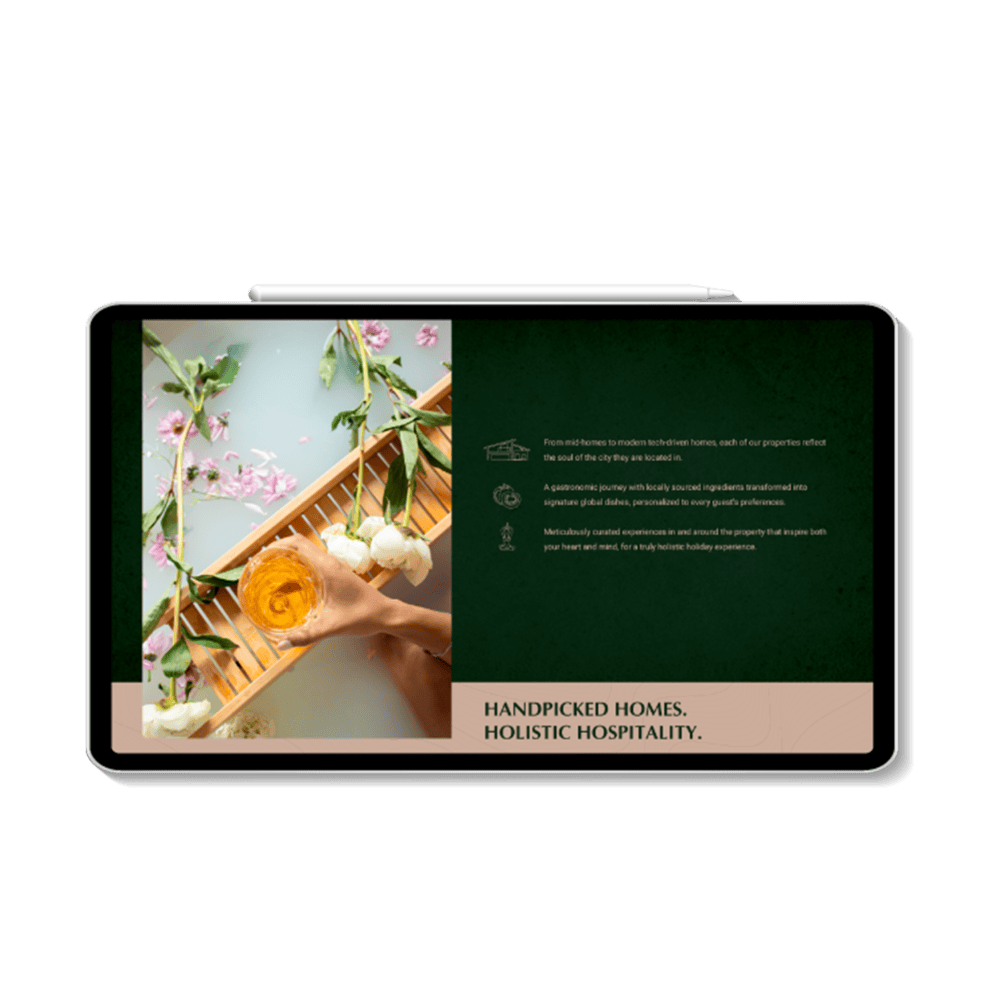 From mid-homes to modern tech-driven homes, each of our properties reflect
the soul of the city they are located in.
A gastronomic journey with locally sourced ingredients transformed into
signature global dishes, personalized to every guest's preferences.
Meticulously curated experiences in and around the property that inspire both
your heart and mind, for a truly holistic holiday experience.
HANDPICKED HOMES.
HOLISTIC HOSPITALITY.